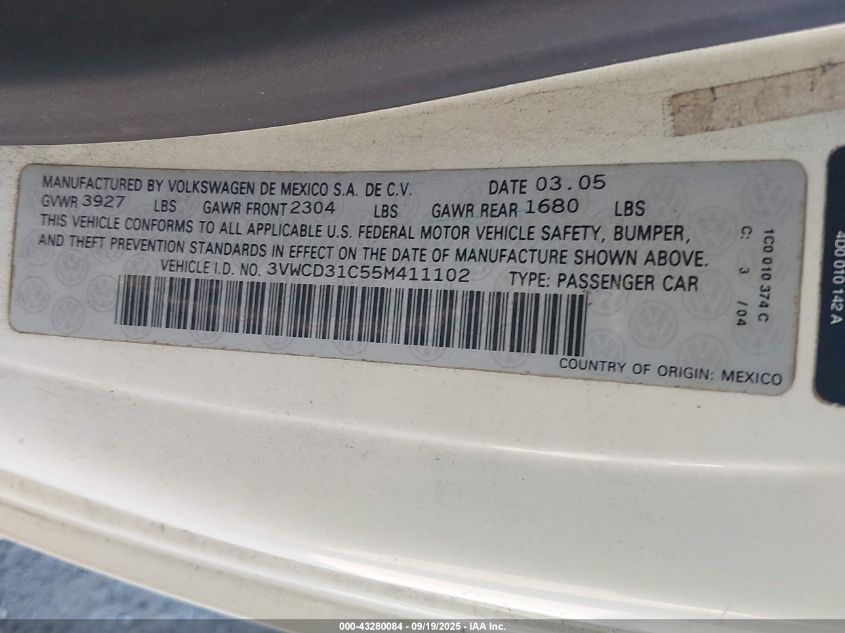 MANUFACTURED BY VOLKSWAGEN DE MEXICO S.A. DE C.V. DATE 03.05
GVWR 3927 LBS GAWR FRONT 2304 LBS GAWR REAR 1680 LBS
THIS VEHICLE CONFORMS TO ALL APPLICABLE U.S. FEDERAL MOTOR VEHICLE SAFETY, BUMPER,
AND THEFT PREVENTION STANDARDS IN EFFECT ON THE DATE OF MANUFACTURE SHOWN ABOVE.
VEHICLE I.D. NO. 3VWCD31C55M411102 TYPE: PASSENGER CAR
COUNTRY OF ORIGIN: MEXICO
1C0 010 374 C
C: 3 /04
4D0 010 142 A
000-43280084 - 09/19/2025 - IAA Inc.